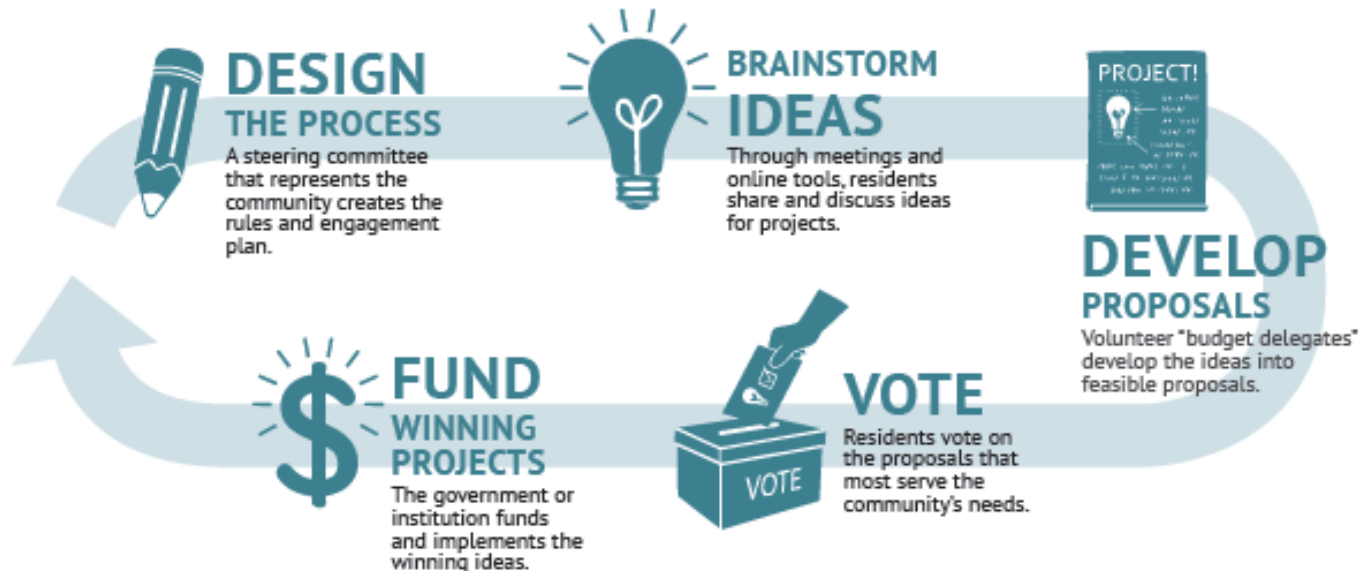 DESIGN
THE PROCESS
A steering committee
that represents the
community creates the
rules and engagement
plan.
BRAINSTORM
IDEAS
Through meetings and
online tools, residents
share and discuss ideas
for projects.
PROJECT!
DEVELOP
PROPOSALS
Volunteer "budget delegates"
develop the ideas into
feasible proposals.
VOTE
Residents vote on
the proposals that
most serve the
community's needs.
VOTE
FUND
WINNING
PROJECTS
The government or
institution funds
and implements the
winning ideas.